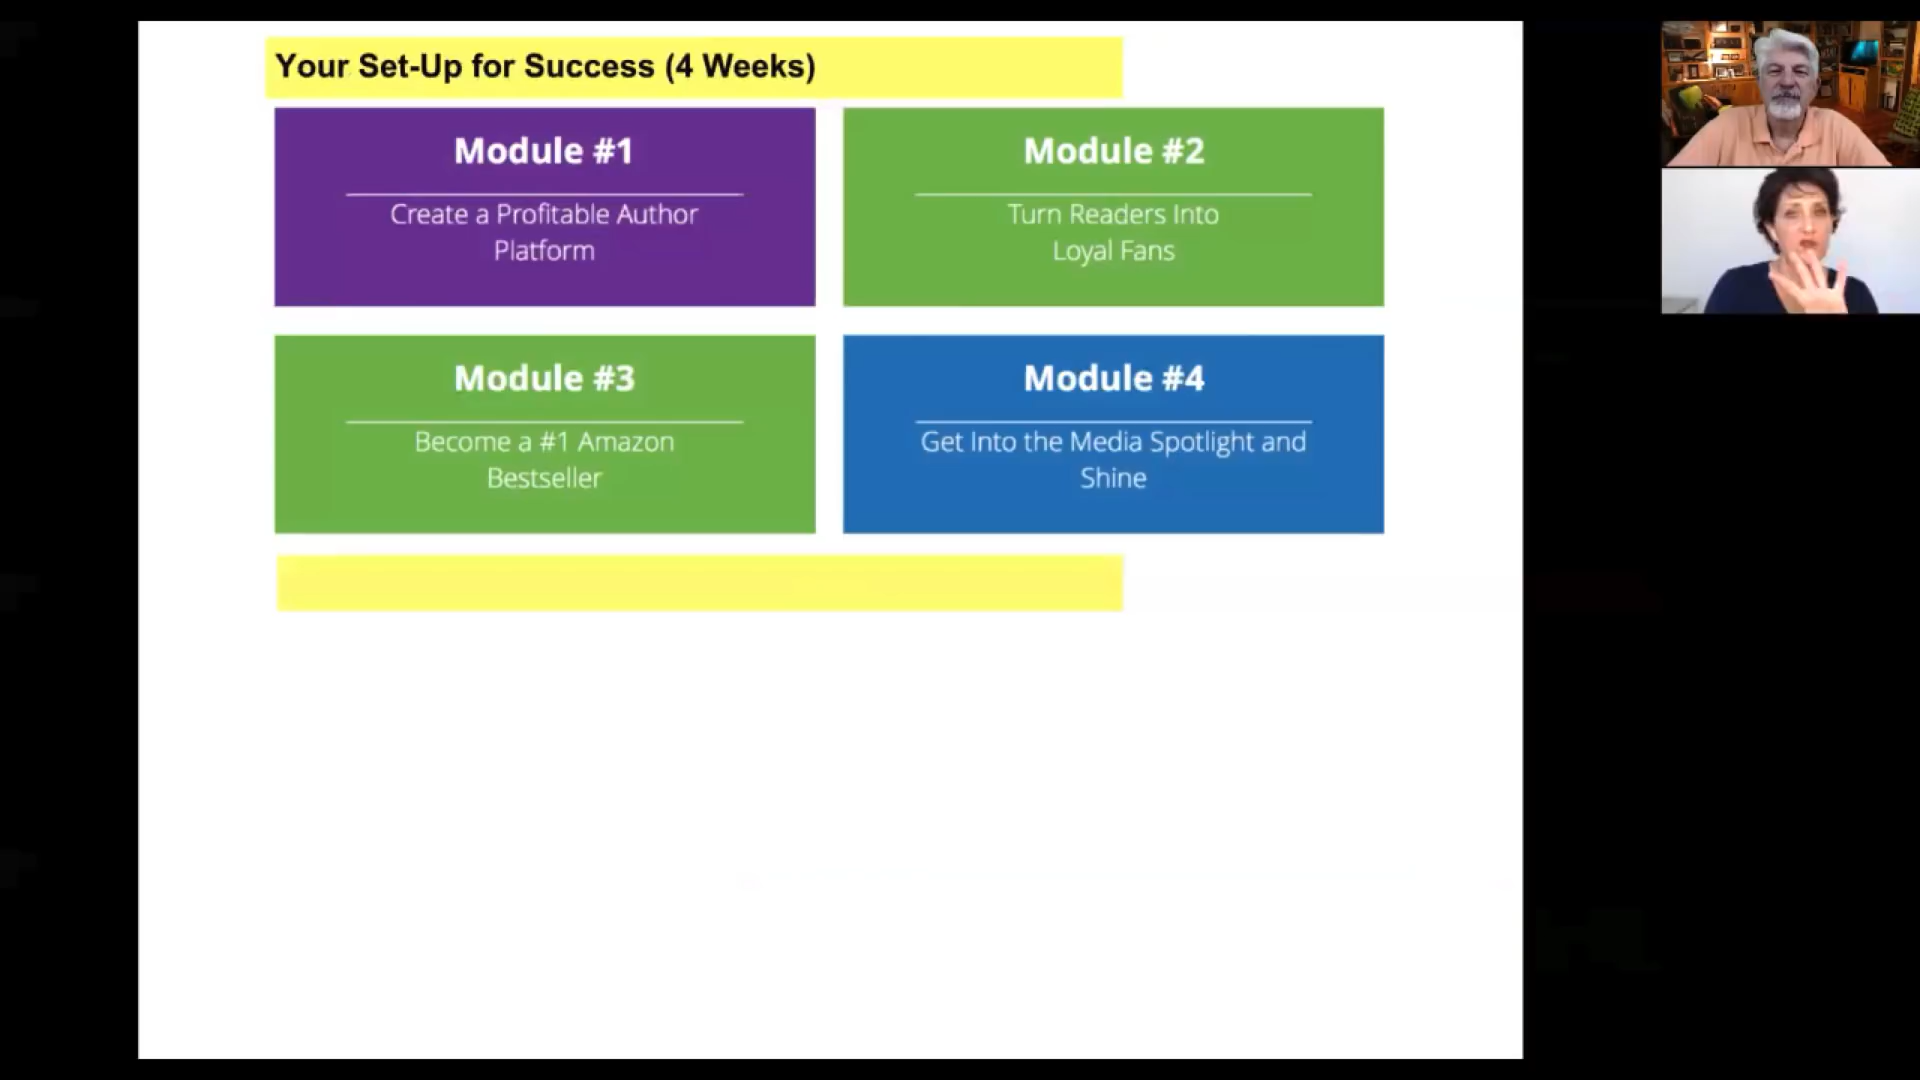 Your Set-Up for Success (4 Weeks)
Module #1
Create a Profitable Author
Platform
Module #2
Turn Readers Into
Loyal Fans
Module #3
Become a #1 Amazon
Bestseller
Module #4
Get Into the Media Spotlight and
Shine